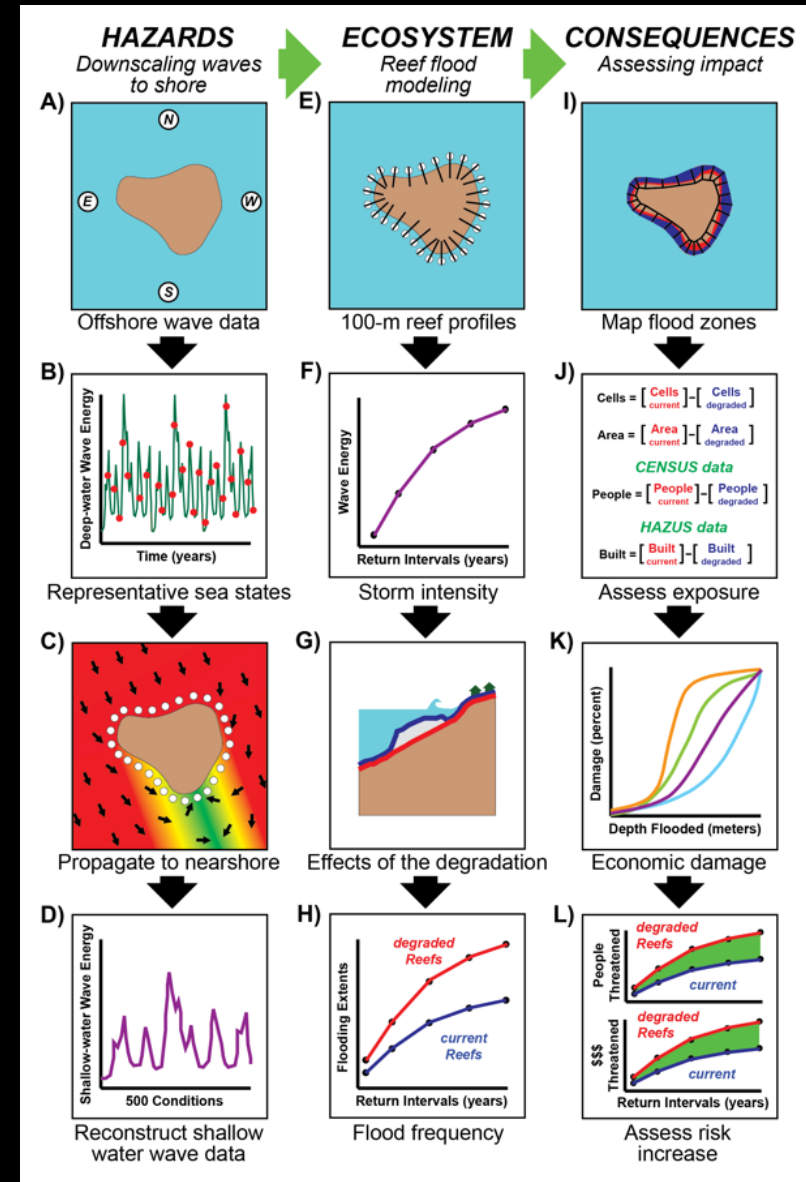 HAZARDS
Downscaling waves
to shore
ECOSYSTEM
Reef flood
modeling
CONSEQUENCES
Assessing impact
A)
N
E
W
S
Offshore wave data
E)
100-m reef profiles
I)
Map flood zones
B)
Deep-water Wave Energy
Time (years)
Representative sea states
F)
Wave Energy
Return Intervals (years)
Storm intensity
J)
Cells = [Cells current] - [Cells degraded]
Area = [Area current] - [Area degraded]
CENSUS data
People = [People current] - [People degraded]
HAZUS data
Built = [Built current] - [Built degraded]
Assess exposure
C)
Propagate to nearshore
G)
Effects of the degradation
K)
Damage (percent)
Depth Flooded (meters)
Economic damage
D)
Shallow-water Wave Energy
500 Conditions
Reconstruct shallow
water wave data
H)
Flooding Extents
degraded
Reefs
current
Reefs
Return Intervals (years)
Flood frequency
L)
People
Threatened
degraded
Reefs
current
$$$
Threatened
degraded
Reefs
current
Return Intervals (years)
Assess risk
increase